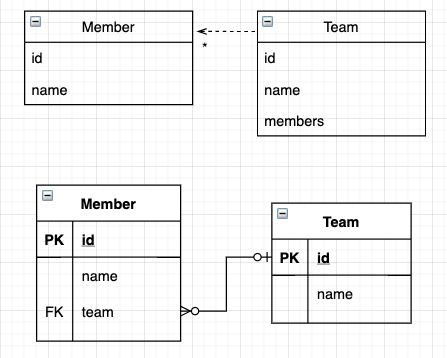 Member
id
name
*
Team
id
name
members
Member
PK id
name
FK team
Team
PK id
name